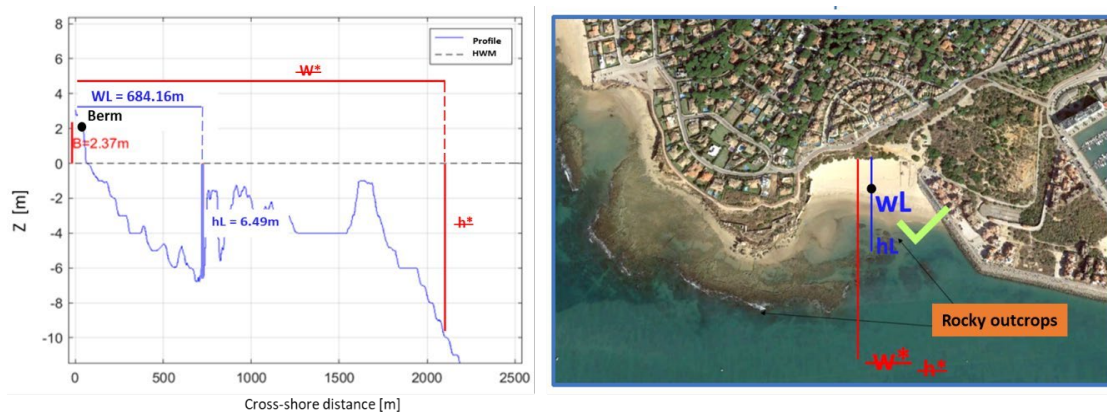 8
6
4
2
0
-2
-4
-6
-8
-10
Z [m]
Profile
HWM
W*
WL = 684.16m
Berm
B=2.37m
hL = 6.49m
h*
0
500
1000
1500
2000
2500
Cross-shore distance [m]
wL
hL
Rocky outcrops
W* h*